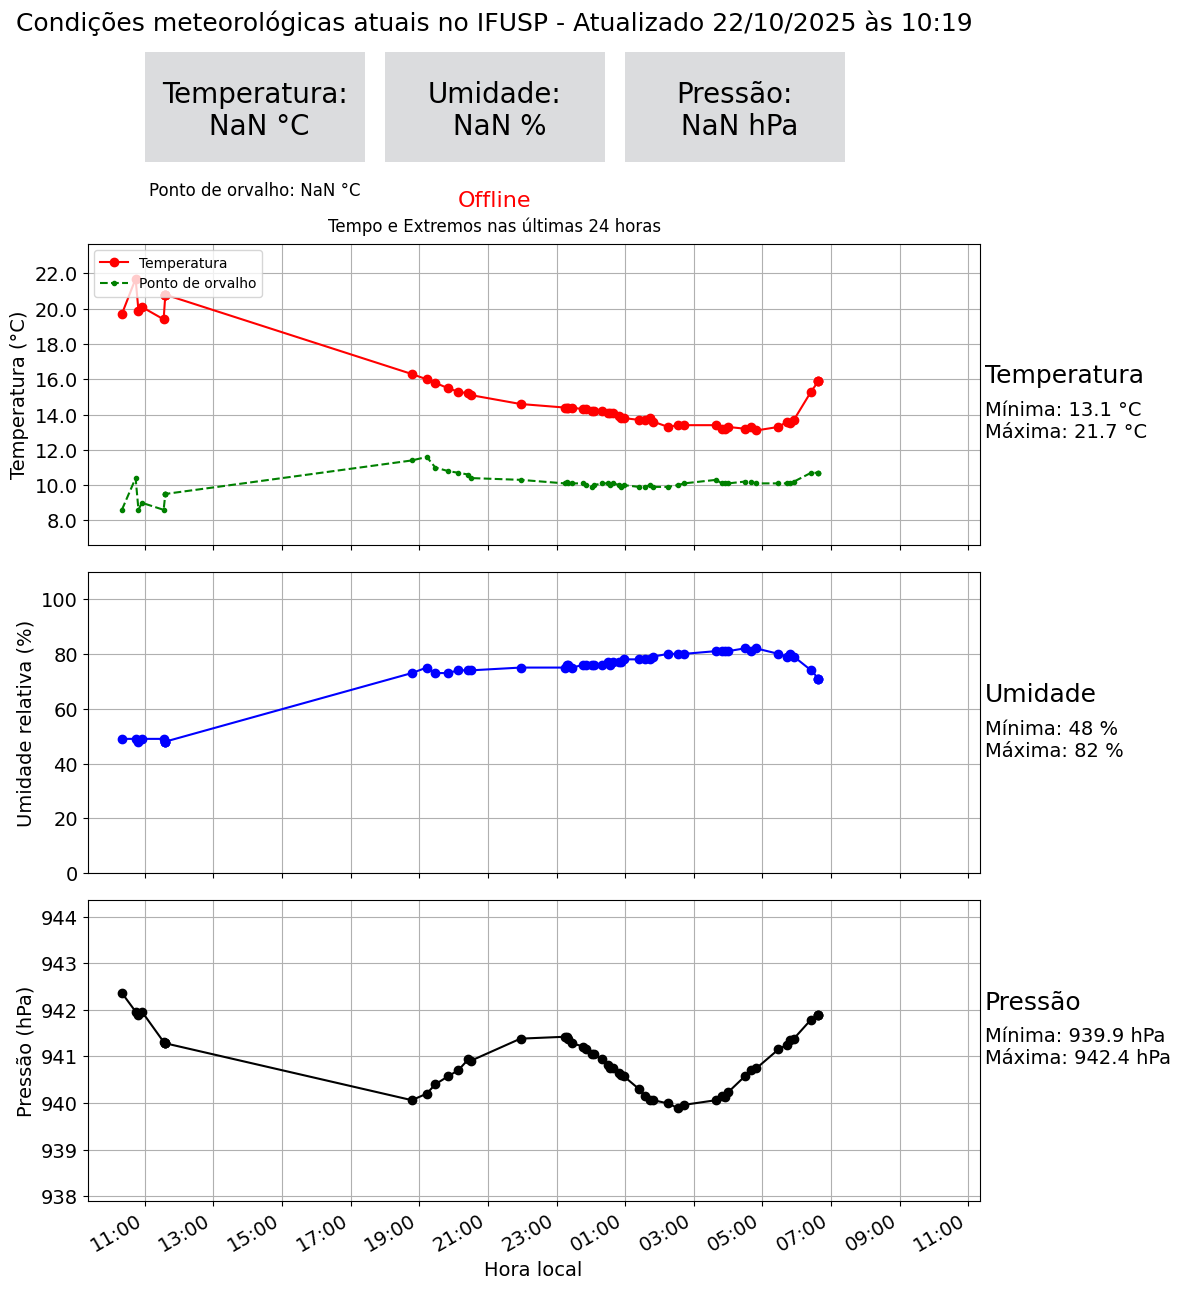 Condições meteorológicas atuais no IFUSP - Atualizado 22/10/2025 às 10:19
Temperatura:
NaN °C
Umidade:
NaN %
Pressão:
NaN hPa
Ponto de orvalho: NaN °C
Offline
Tempo e Extremos nas últimas 24 horas
Temperatura
Ponto de orvalho
22.0
20.0
18.0
16.0
14.0
12.0
10.0
8.0
Temperatura (°C)
Temperatura
Mínima: 13.1 °C
Máxima: 21.7 °C
100
80
60
40
20
0
Umidade relativa (%)
Umidade
Mínima: 48 %
Máxima: 82 %
944
943
942
941
940
939
938
Pressão (hPa)
Pressão
Mínima: 939.9 hPa
Máxima: 942.4 hPa
11:00
13:00
15:00
17:00
19:00
21:00
23:00
01:00
03:00
05:00
07:00
09:00
11:00
Hora local